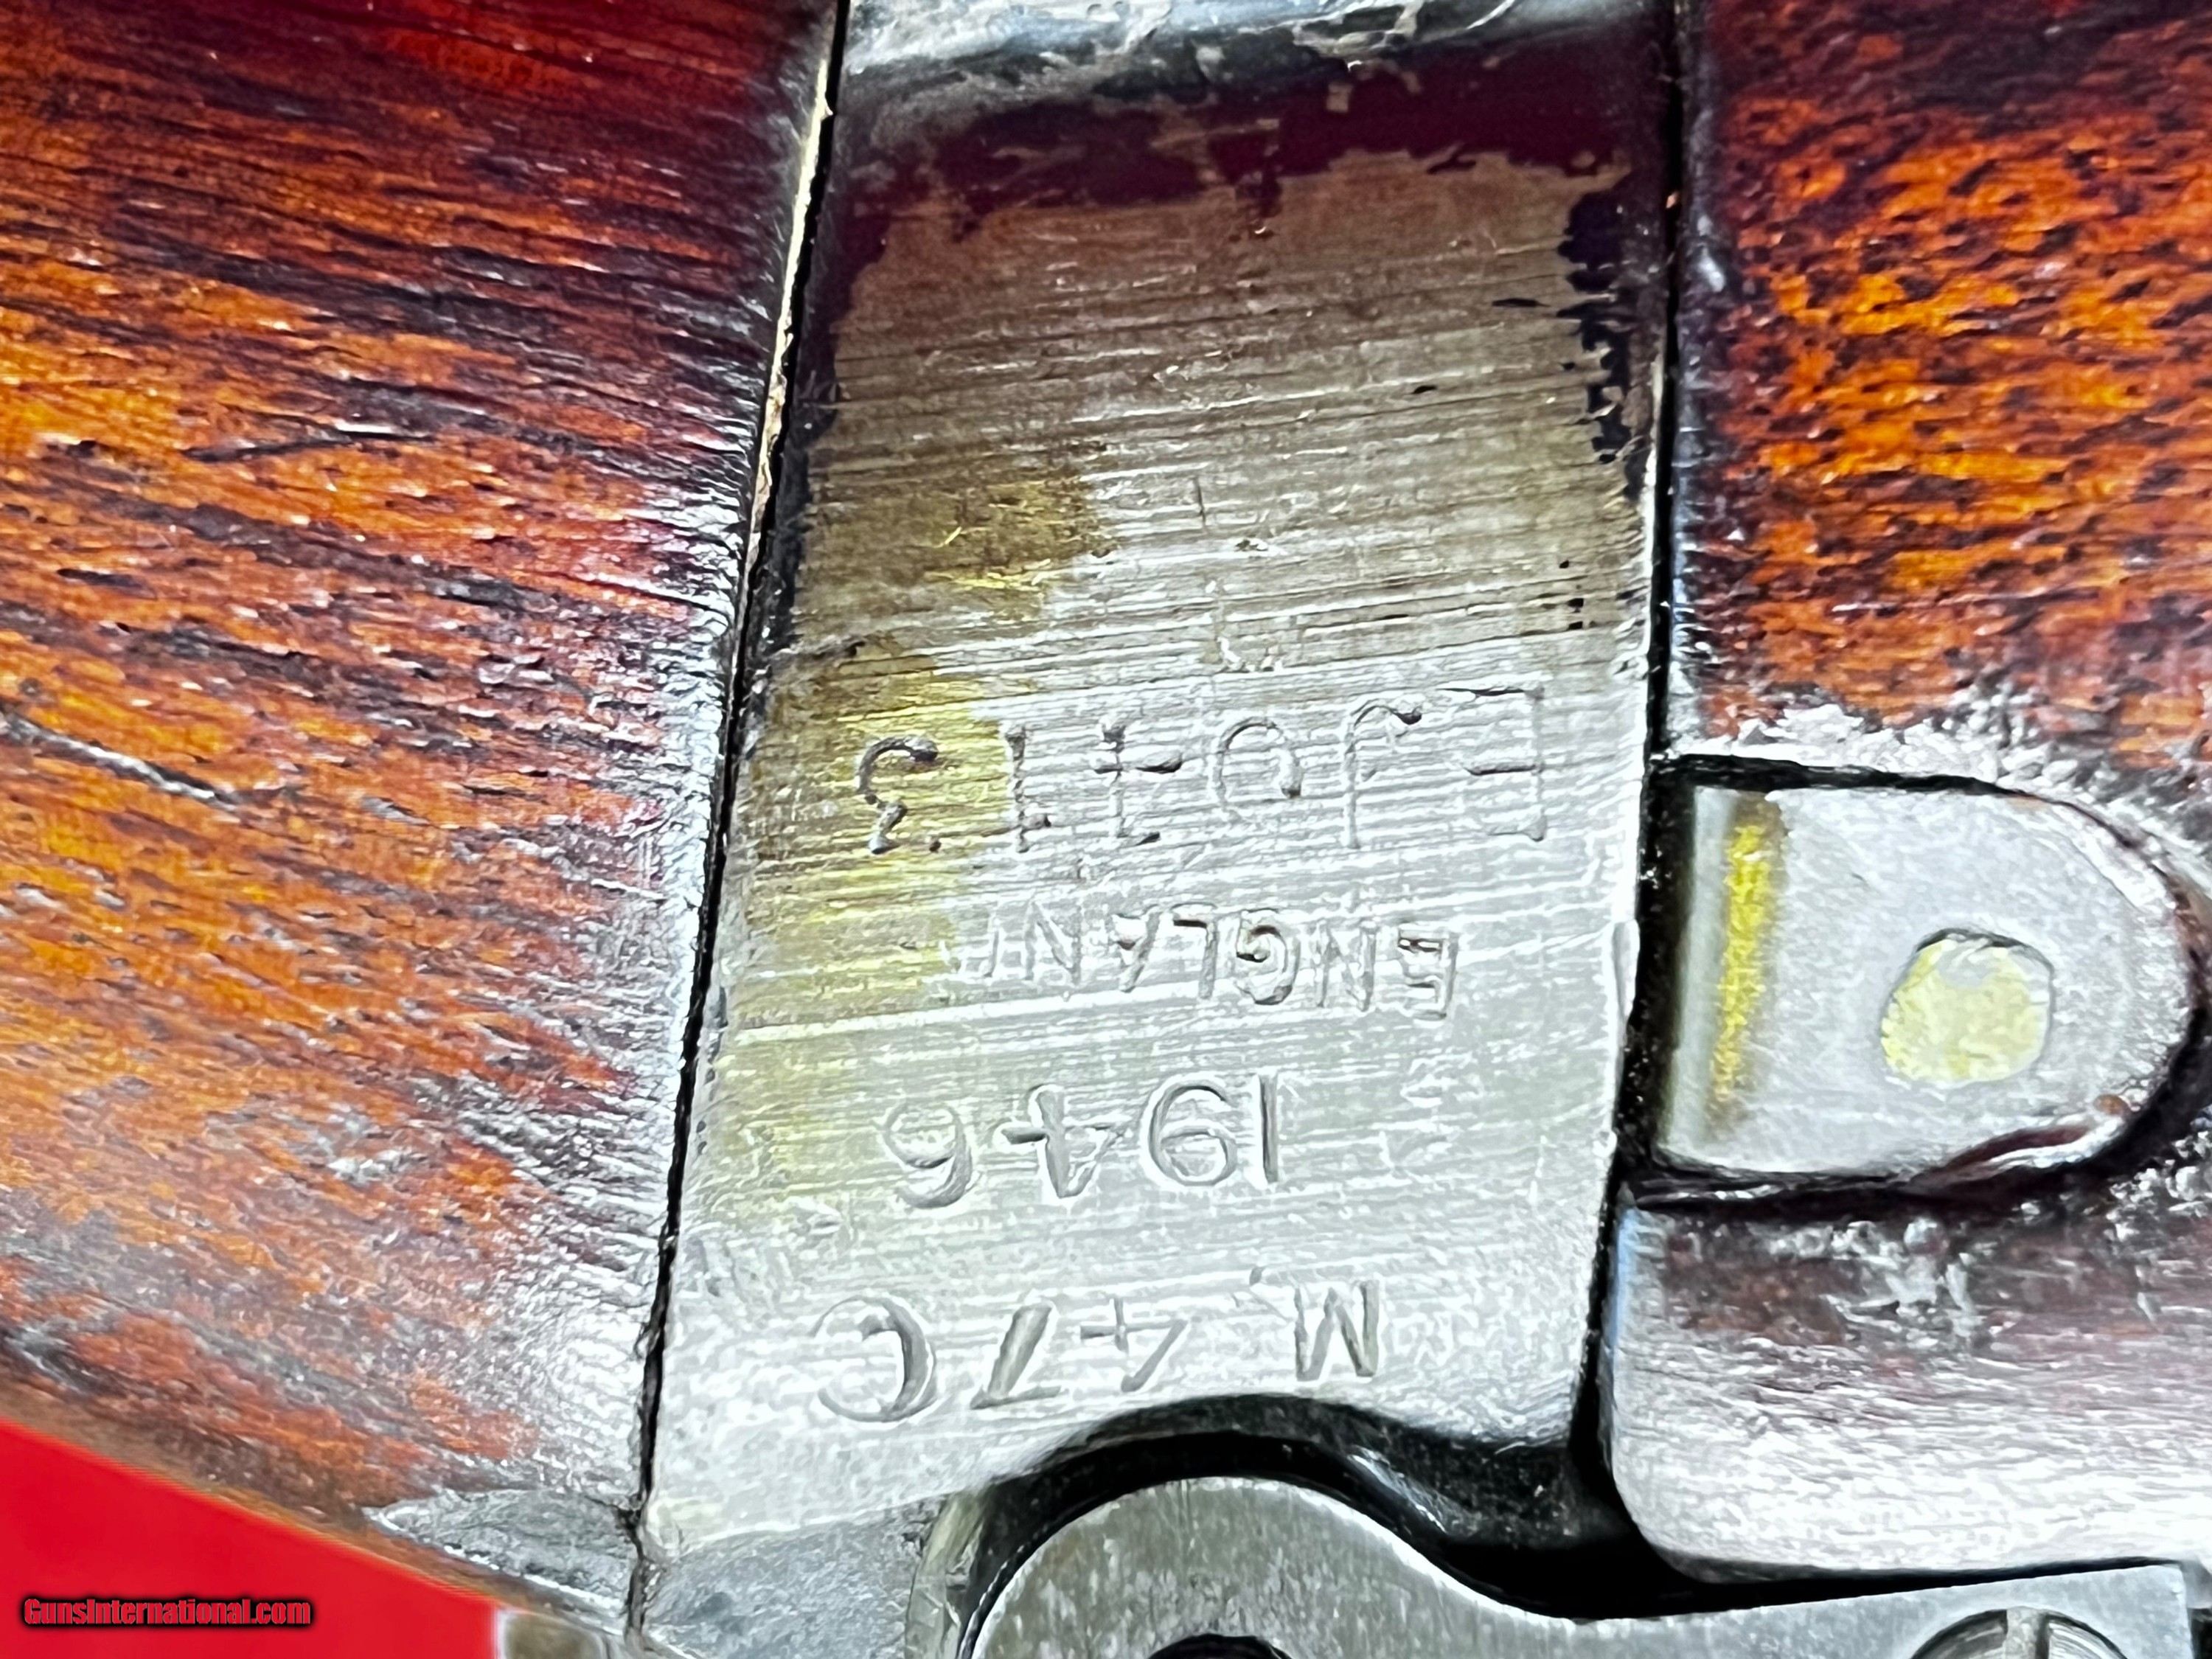 M 47C
1946
ENGLAND
GunsInternational.com